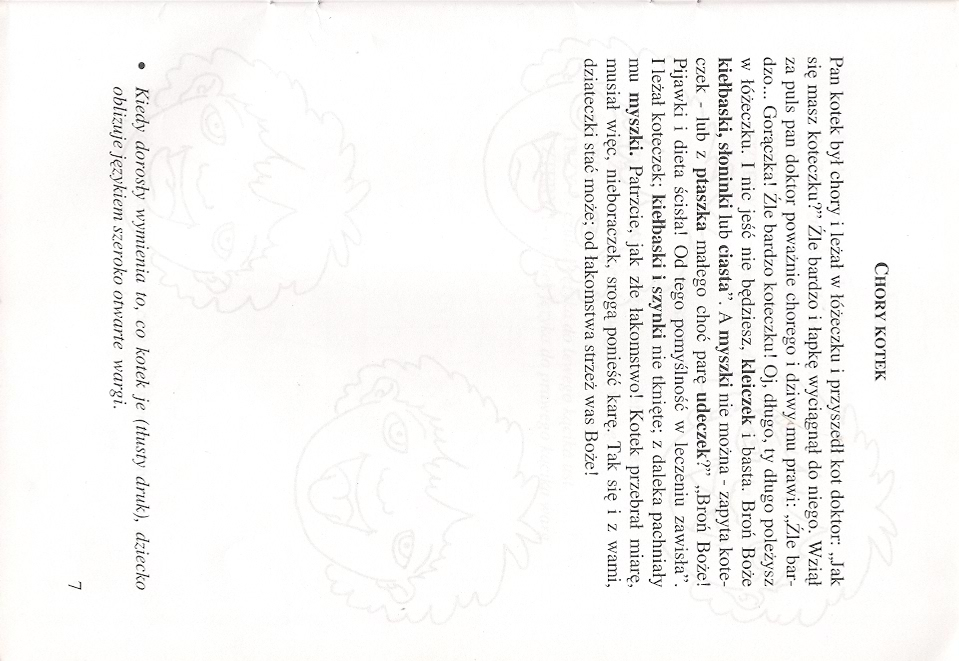 CHORY KOTEK
Pan kotek był chory i leżał w łóżeczku i przyszedł kot doktor: „Jak
się masz koteczku?” Źle bardzo i łapkę wyciągnął do niego. Wziął
za puls pan doktor poważnie chorego i dziwy mu prawi: „Źle bar-
dzo... Gorączka! Źle bardzo koteczku! Oj, długo, ty długo poleżysz
w łóżeczku. I nic jeść nie będziesz, kleiczek i basta. Broń Boże
kiełbaski, słoninki lub ciasta”. A myszki nie można - zapyta kote-
czek - lub z ptaszka małego choć parę udeczek?” „Broń Boże!
Pijawki i dieta ścisła! Od tego pomyślność w leczeniu zawisła”.
I leżał koteczek; kiełbaski i szynki nie tknięte; z daleka pachniały
mu myszki. Patrzcie, jak złe łakomstwo! Kotek przebrał miarę,
musiał więc, nieboraczek, srogą ponieść karę. Tak się i z wami,
dziateczki stać może; od łakomstwa strzeż was Boże!
• Kiedy dorosły wymienia to, co kotek je (tłusty druk), dziecko
oblizuje językiem szeroko otwarte wargi.
7